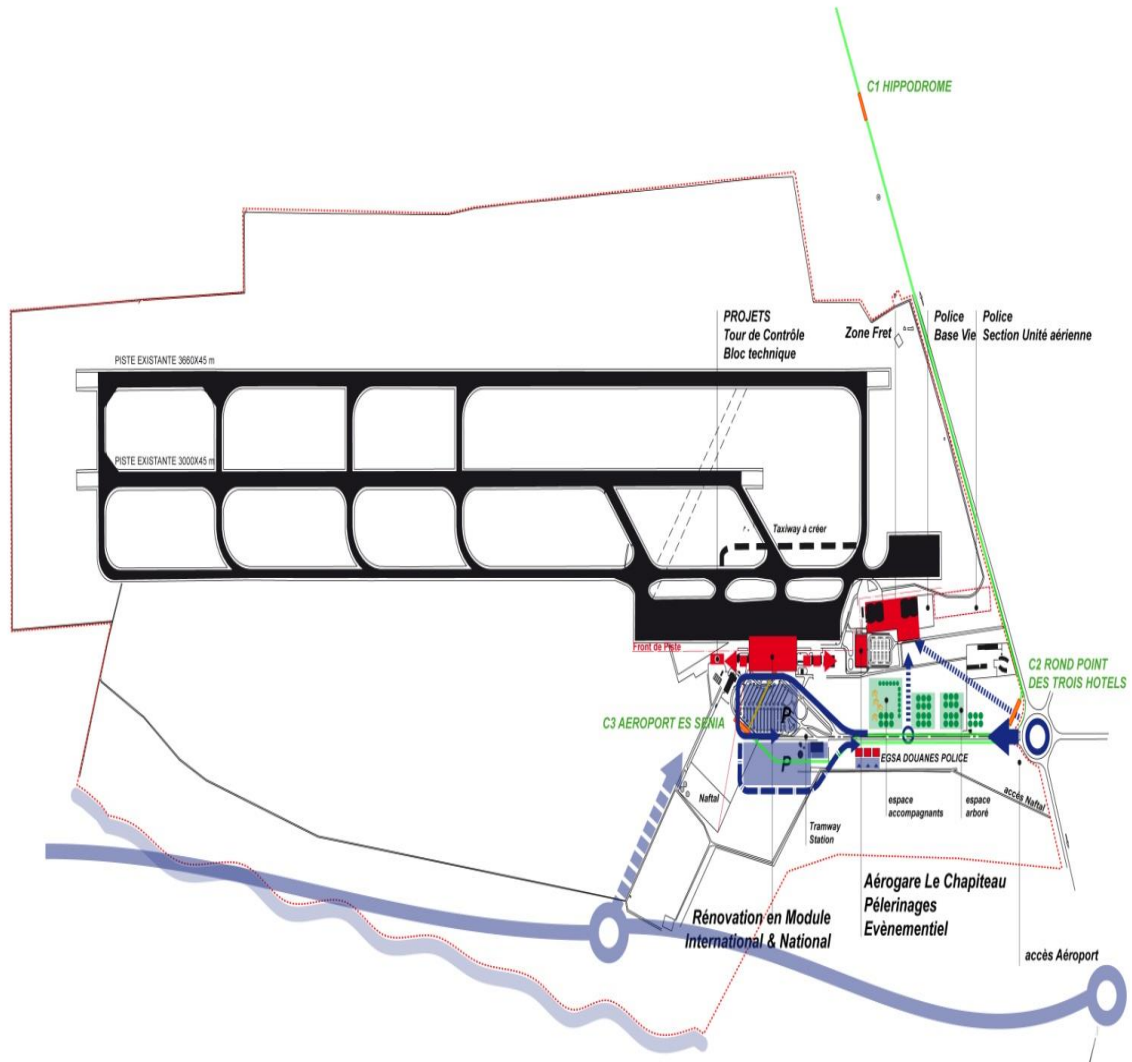 C1 HIPPODROME
PROJETS
Tour de Contrôle
Bloc technique
Zone Fret
Police
Base Vie
Police
Section Unité aérienne
PISTE EXISTANTE 3660X45 m
PISTE EXISTANTE 3000X45 m
Taxiway à créer
Front de Piste
C2 ROND POINT
DES TROIS HOTELS
C3 AEROPORT ES SENIA
P
P
EGSA DOUANES POLICE
Naftal
accès Naftal
espace
accompagnants
espace
arboré
Tramway
Station
Aérogare Le Chapiteau
Pélerinages
Evènementiel
Rénovation en Module
International & National
accès Aéroport